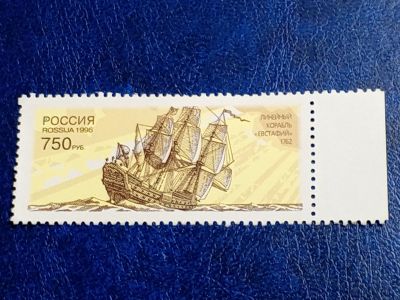 РОССИЯ
ROSSIJA 1996
750 РУБ.
ЛИНЕЙНЫЙ
КОРАБЛЬ
«ЕВСТАФИЙ»
1762